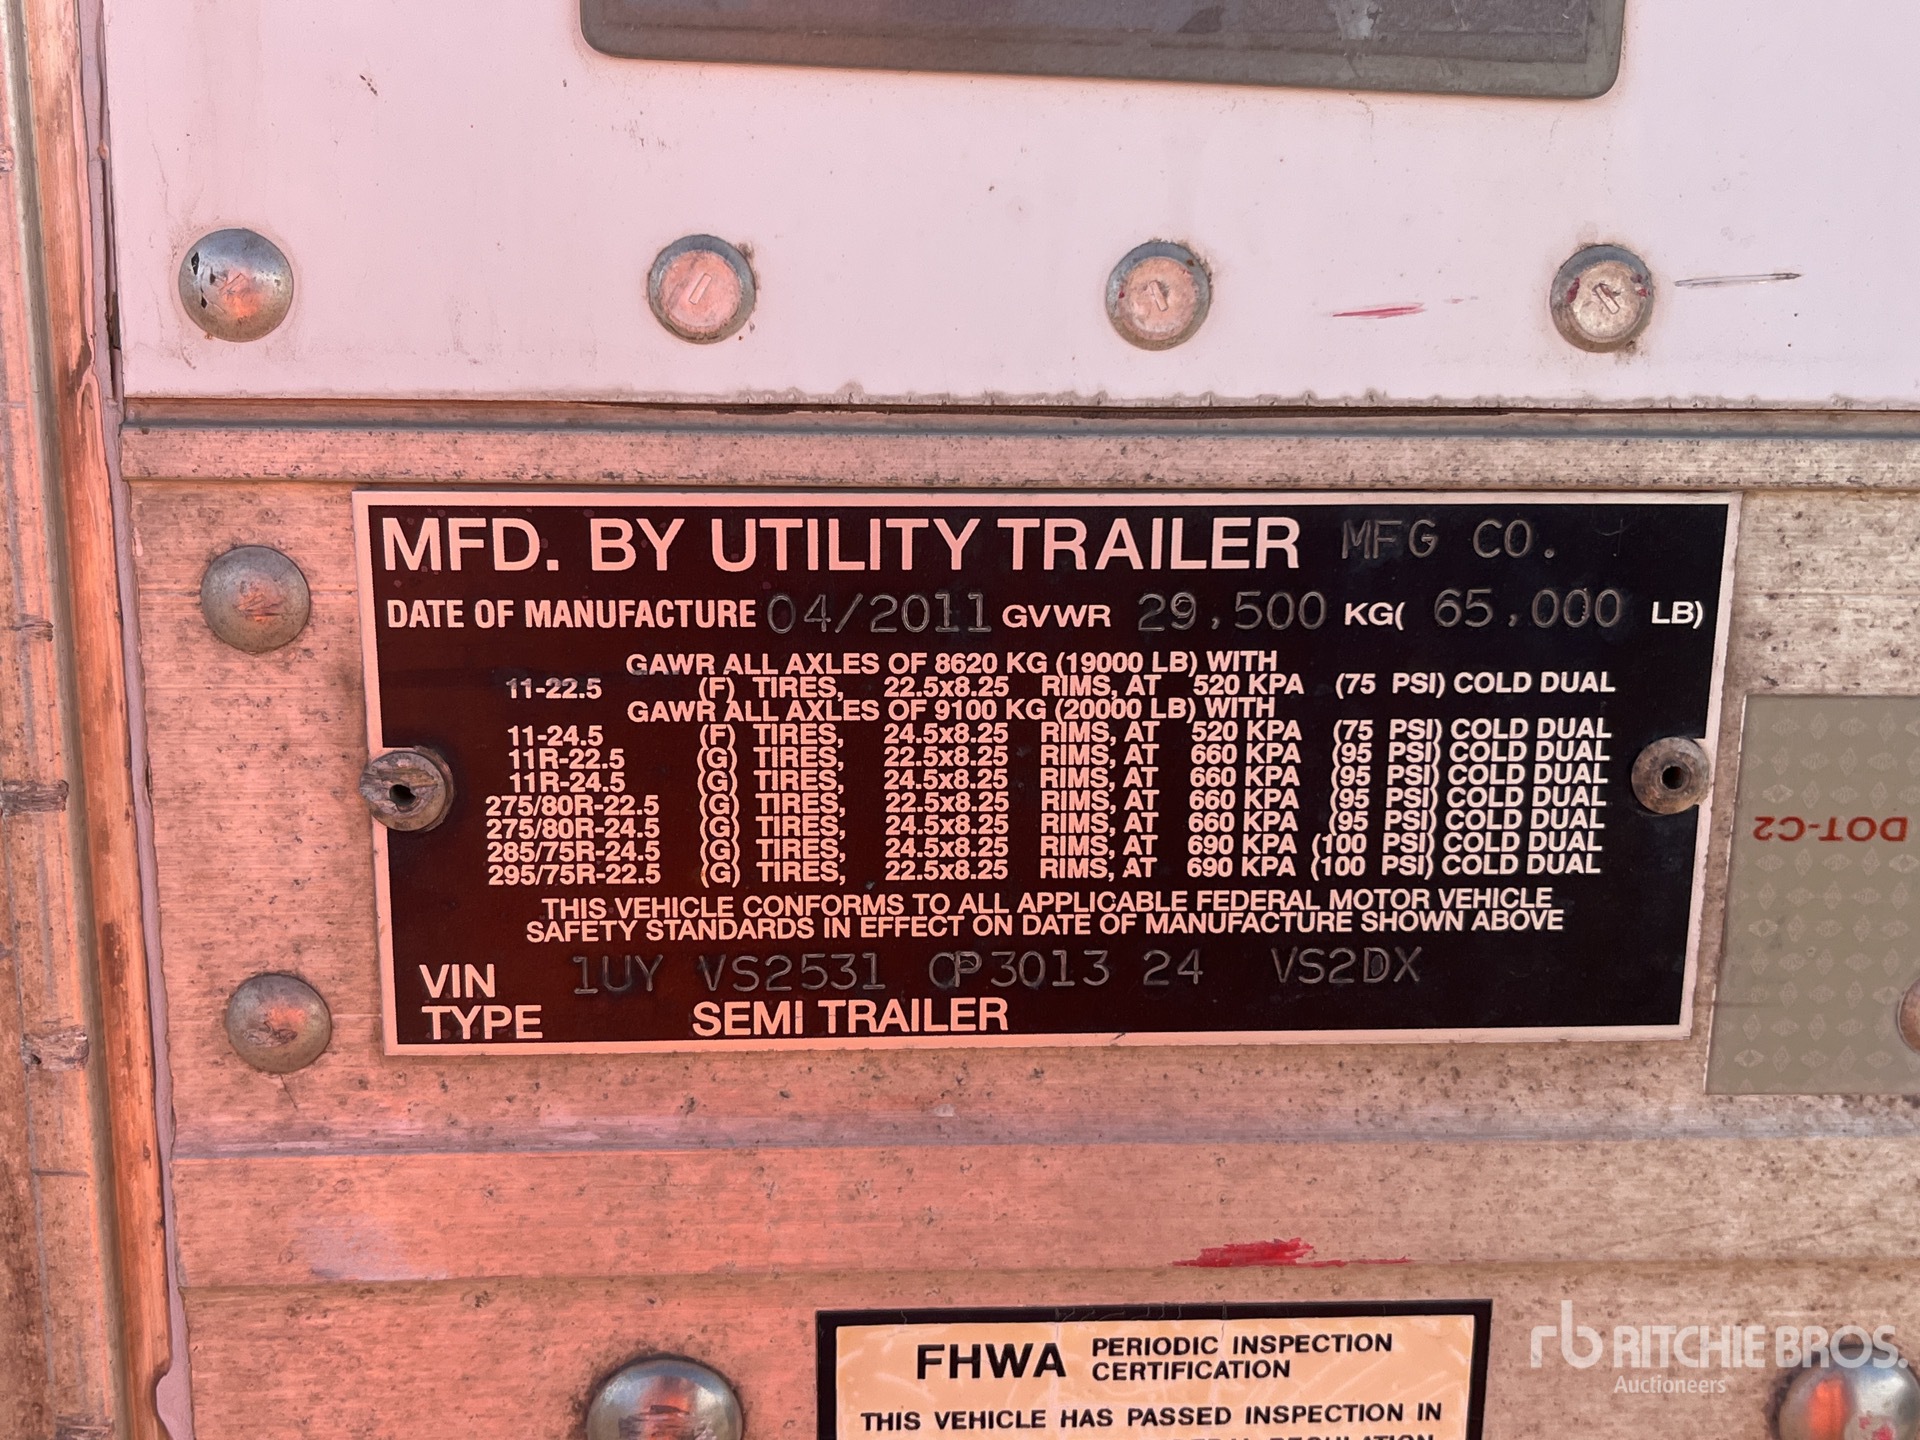 MFD. BY UTILITY TRAILER MFG CO.
DATE OF MANUFACTURE 04/2011 GVWR 29,500 KG( 65,000 LB)
GAWR ALL AXLES OF 8620 KG (19000 LB) WITH
11-22.5 (F) TIRES, 22.5x8.25 RIMS, AT 520 KPA (75 PSI) COLD DUAL
GAWR ALL AXLES OF 9100 KG (20000 LB) WITH
11-24.5 (F) TIRES, 24.5x8.25 RIMS, AT 520 KPA (75 PSI) COLD DUAL
11R-22.5 (G) TIRES, 22.5x8.25 RIMS, AT 660 KPA (95 PSI) COLD DUAL
11R-24.5 (G) TIRES, 24.5x8.25 RIMS, AT 660 KPA (95 PSI) COLD DUAL
275/80R-22.5 (G) TIRES, 22.5x8.25 RIMS, AT 660 KPA (95 PSI) COLD DUAL
275/80R-24.5 (G) TIRES, 24.5x8.25 RIMS, AT 660 KPA (95 PSI) COLD DUAL
285/75R-24.5 (G) TIRES, 24.5x8.25 RIMS, AT 690 KPA (100 PSI) COLD DUAL
295/75R-22.5 (G) TIRES, 22.5x8.25 RIMS, AT 690 KPA (100 PSI) COLD DUAL
THIS VEHICLE CONFORMS TO ALL APPLICABLE FEDERAL MOTOR VEHICLE
SAFETY STANDARDS IN EFFECT ON DATE OF MANUFACTURE SHOWN ABOVE
VIN 1UY VS2531 3013 24 VS2DX
TYPE SEMI TRAILER
DOT-C2
FHWA PERIODIC INSPECTION
CERTIFICATION
THIS VEHICLE HAS PASSED INSPECTION IN
rb RITCHIE BROS.
Auctioneers